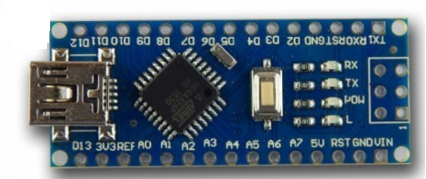 D12 D11 D10 D9 D8 D7 D6 D5 D4 D3 D2 GND RST RX0 TX1
RX
TX
POW
L
1
D13 3V3 REF A0 A1 A2 A3 A4 A5 A6 A7 5V RST GND VIN